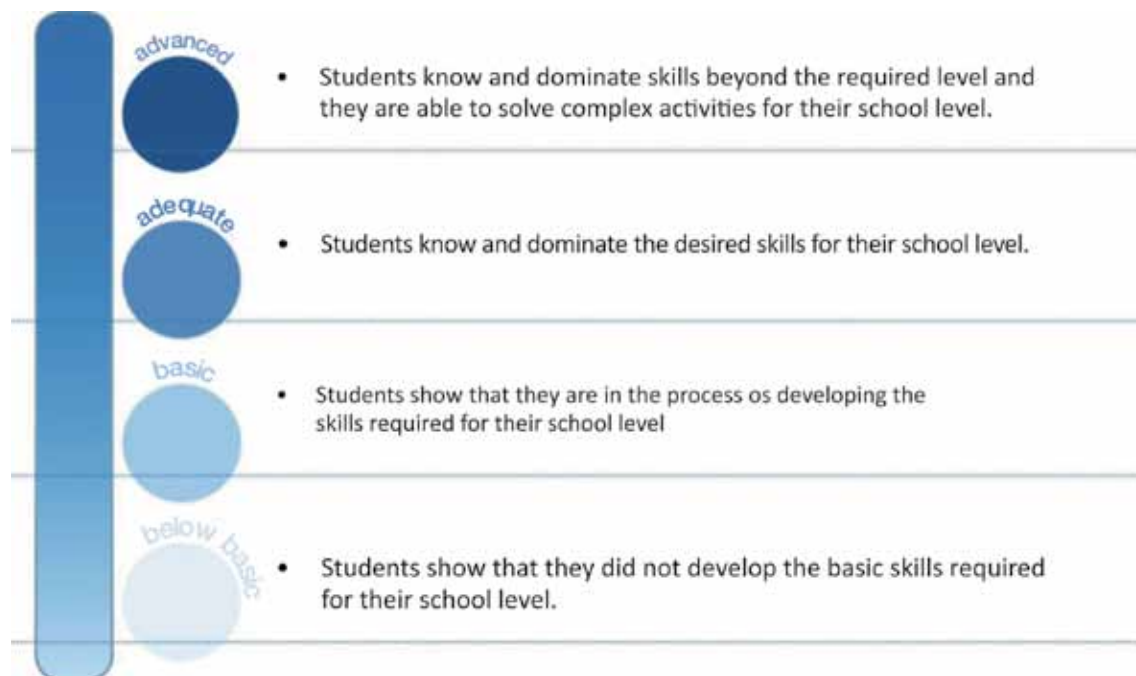 advanced
• Students know and dominate skills beyond the required level and
they are able to solve complex activities for their school level.
adequate
• Students know and dominate the desired skills for their school level.
basic
• Students show that they are in the process os developing the
skills required for their school level
below basic
• Students show that they did not develop the basic skills required
for their school level.